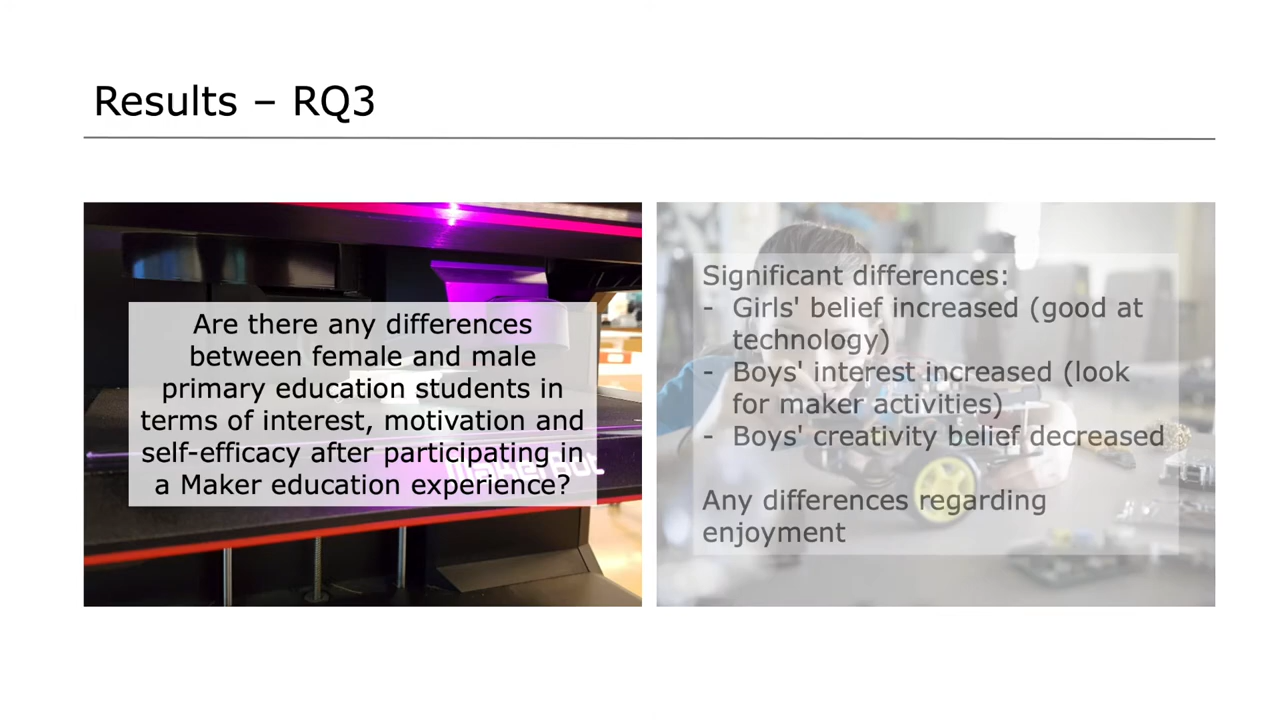 Results – RQ3
Are there any differences
between female and male
primary education students in
terms of interest, motivation and
self-efficacy after participating in
a Maker education experience?
MakerBot
Significant differences:
- Girls' belief increased (good at
technology)
- Boys' interest increased (look
for maker activities)
- Boys' creativity belief decreased
Any differences regarding
enjoyment